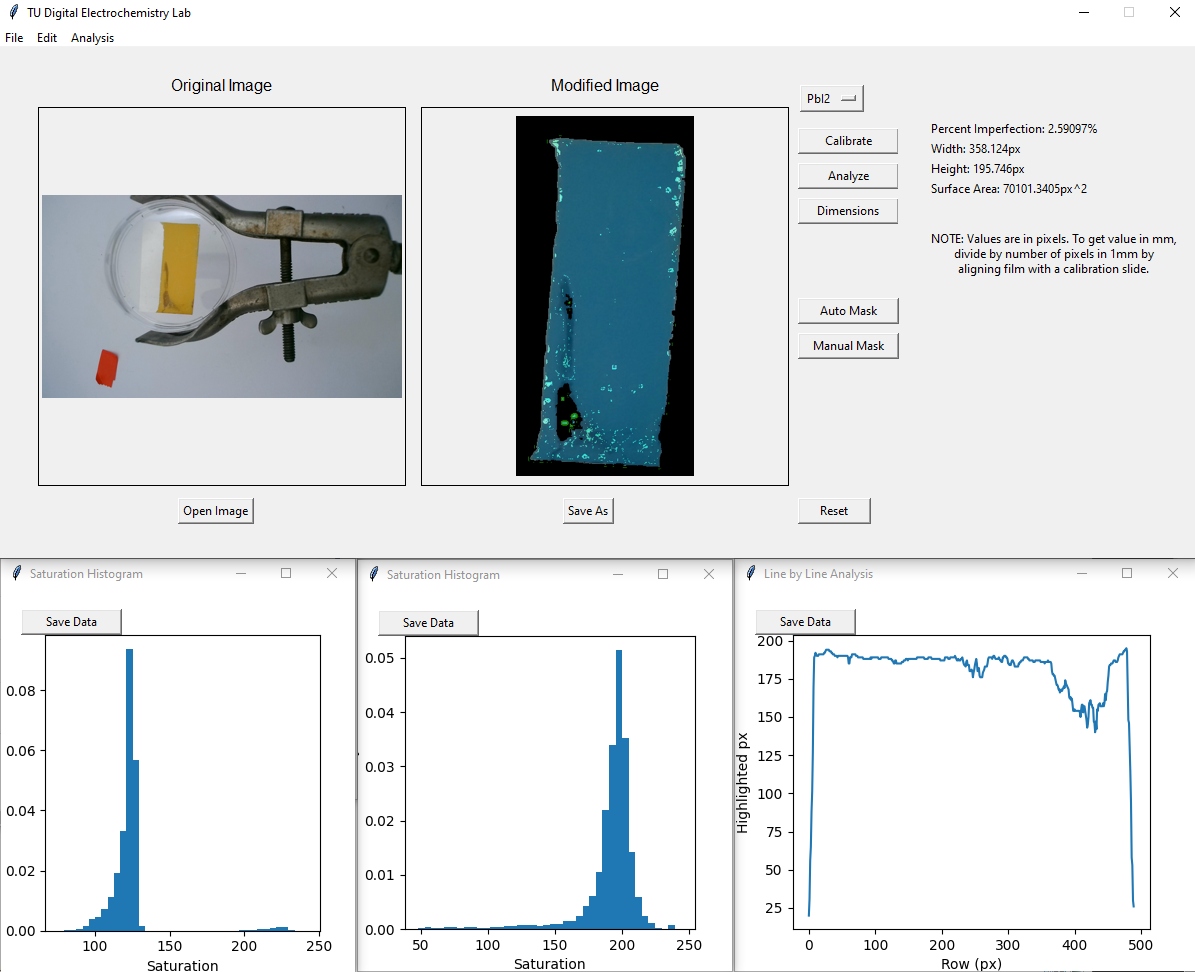 TU Digital Electrochemistry Lab
File Edit Analysis
Original Image
Modified Image
PbI2
Calibrate
Analyze
Dimensions
Percent Imperfection: 2.59097%
Width: 358.124px
Height: 195.746px
Surface Area: 70101.3405px^2
NOTE: Values are in pixels. To get value in mm,
divide by number of pixels in 1mm by
aligning film with a calibration slide.
Auto Mask
Manual Mask
Open Image
Save As
Reset
Saturation Histogram
Save Data
0.08
0.06
0.04
0.02
0.00
100 150 200 250
Saturation
Saturation Histogram
Save Data
0.05
0.04
0.03
0.02
0.01
0.00
50 100 150 200 250
Saturation
Line by Line Analysis
Save Data
200
175
150
125
100
75
50
25
Highlighted px
0 100 200 300 400 500
Row (px)